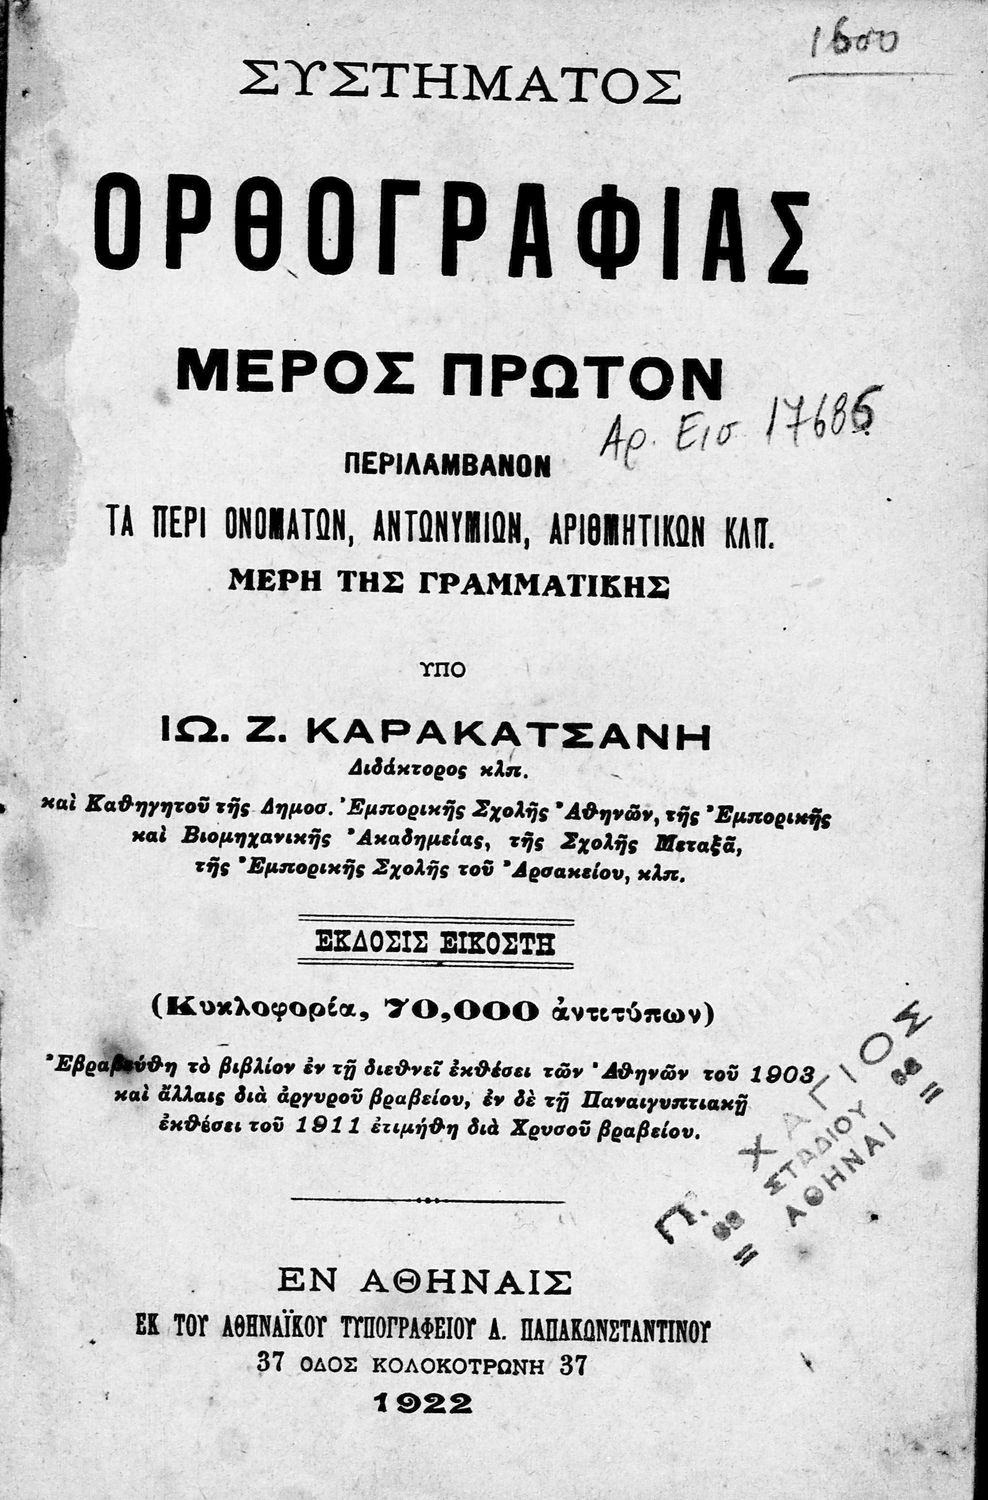 1600
ΣΥΣΤΗΜΑΤΟΣ
ΟΡΘΟΓΡΑΦΙΑΣ
ΜΕΡΟΣ ΠΡΩΤΟΝ
Αρ. Εισ 17686
ΠΕΡΙΛΑΜΒΑΝΟΝ
ΤΑ ΠΕΡΙ ΟΝΟΜΑΤΩΝ, ΑΝΤΩΝΥΜΙΩΝ, ΑΡΙΘΜΗΤΙΚΩΝ ΚΛΠ.
ΜΕΡΗ ΤΗΣ ΓΡΑΜΜΑΤΙΚΗΣ
ΥΠΟ
ΙΩ. Ζ. ΚΑΡΑΚΑΤΣΑΝΗ
Διδάκτορος κλπ.
καὶ Καθηγητοῦ τῆς Δημοσ. Ἐμπορικῆς Σχολῆς Ἀθηνῶν, τῆς Ἐμπορικῆς
καὶ Βιομηχανικῆς Ἀκαδημείας, τῆς Σχολῆς Μεταξᾶ,
τῆς Ἐμπορικῆς Σχολῆς τοῦ Ἀρσακείου, κλπ.
ΕΚΔΟΣΙΣ ΕΙΚΟΣΤΗ
(Κυκλοφορία, 70,000 ἀντιτύπων)
Ἐβραβεύθη τὸ βιβλίον ἐν τῇ διεθνεῖ ἐκθέσει τῶν Ἀθηνῶν τοῦ 1903
καὶ ἄλλαις διὰ ἀργυροῦ βραβείου, ἐν δὲ τῇ Παναιγυπτιακῇ
ἐκθέσει τοῦ 1911 ἐτιμήθη διὰ Χρυσοῦ βραβείου.
Π. ΧΑΓΙΟΣ
ΣΤΑΔΙΟΥ
ΑΘΗΝΑΙ
ΕΝ ΑΘΗΝΑΙΣ
ΕΚ ΤΟΥ ΑΘΗΝΑΪΚΟΥ ΤΥΠΟΓΡΑΦΕΙΟΥ Λ. ΠΑΠΑΚΩΝΣΤΑΝΤΙΝΟΥ
37 ΟΔΟΣ ΚΟΛΟΚΟΤΡΩΝΗ 37
1922